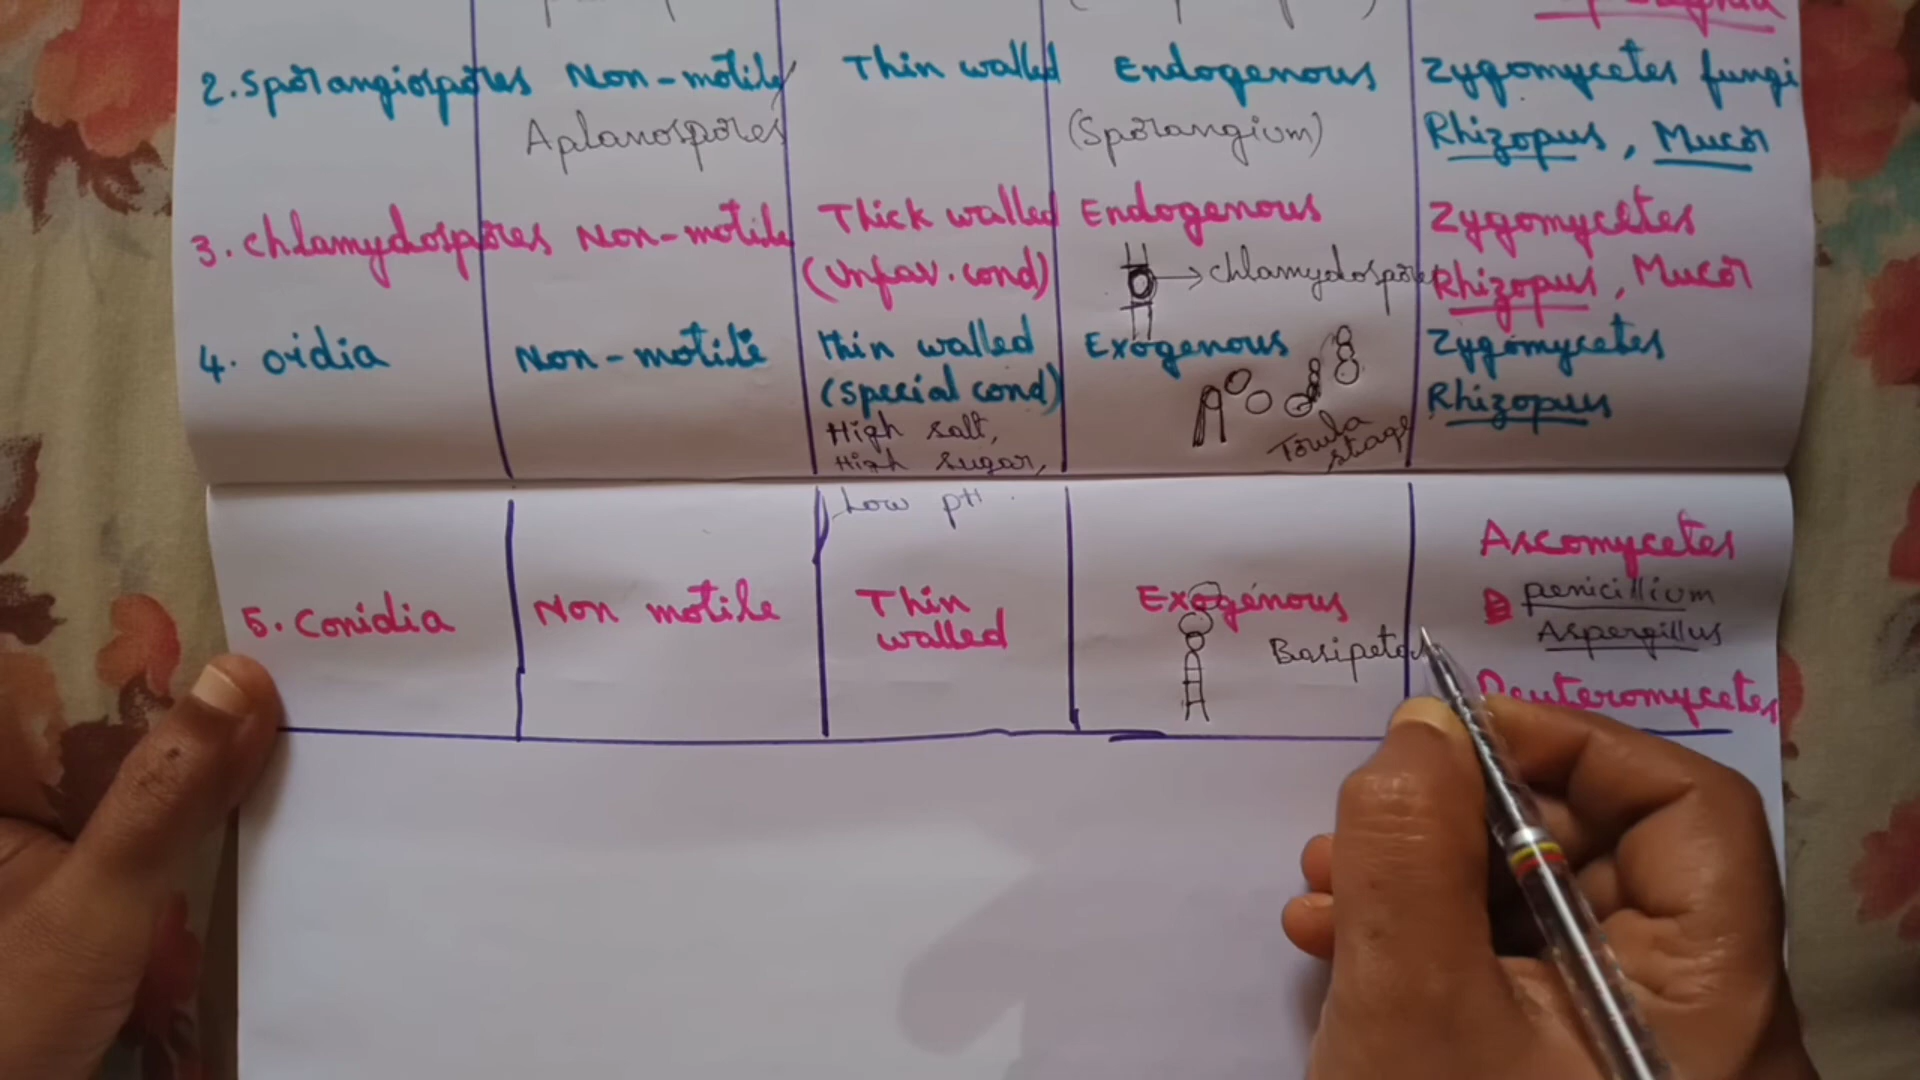 2. Sporangiospores Non-motile Thin walled Endogenous Zygomycetes fungi
Aplanospores (Sporangium) Rhizopus, Mucor
3. Chlamydospores Non-motile Thick walled Endogenous Zygomycetes
(Unfav. cond) → chlamydospore Rhizopus, Mucor
4. Oidia Non-motile thin walled Exogenous Zygomycetes
(special cond) Rhizopus
High salt, Torula
High sugar, stage
Low pH
Ascomycetes
5. Conidia Non motile Thin Exogenous penicillium
walled Basipetal Aspergillus
Deuteromycetes